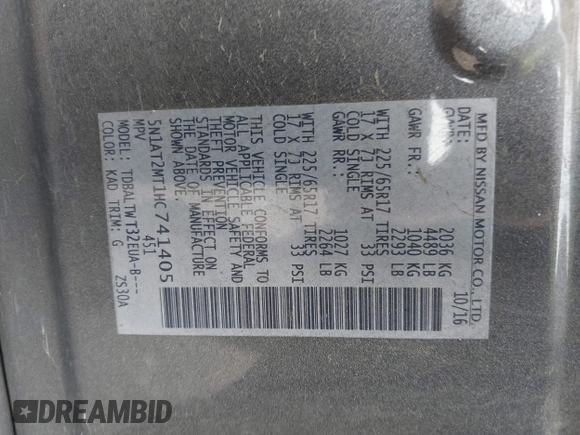 MFD BY NISSAN MOTOR CO., LTD.
10/16
2036 KG
4489 LB
GAWR FR: 1040 KG
2293 LB
WITH 225/65R17 TIRES
17 X 7J RIMS AT 33 PSI
COLD SINGLE
GAWR RR: 1027 KG
2264 LB
WITH 225/65R17 TIRES
17 X 7J RIMS AT 33 PSI
COLD SINGLE
THIS VEHICLE CONFORMS TO
ALL APPLICABLE FEDERAL
MOTOR VEHICLE SAFETY AND
THEFT PREVENTION
STANDARDS IN EFFECT ON
THE DATE OF MANUFACTURE
SHOWN ABOVE.
5N1AT2MT1HC741405
MPV 451
MODEL: TDBALTWT32EUA-B---
COLOR: KAD TRIM: G ZS30A
DREAMBID